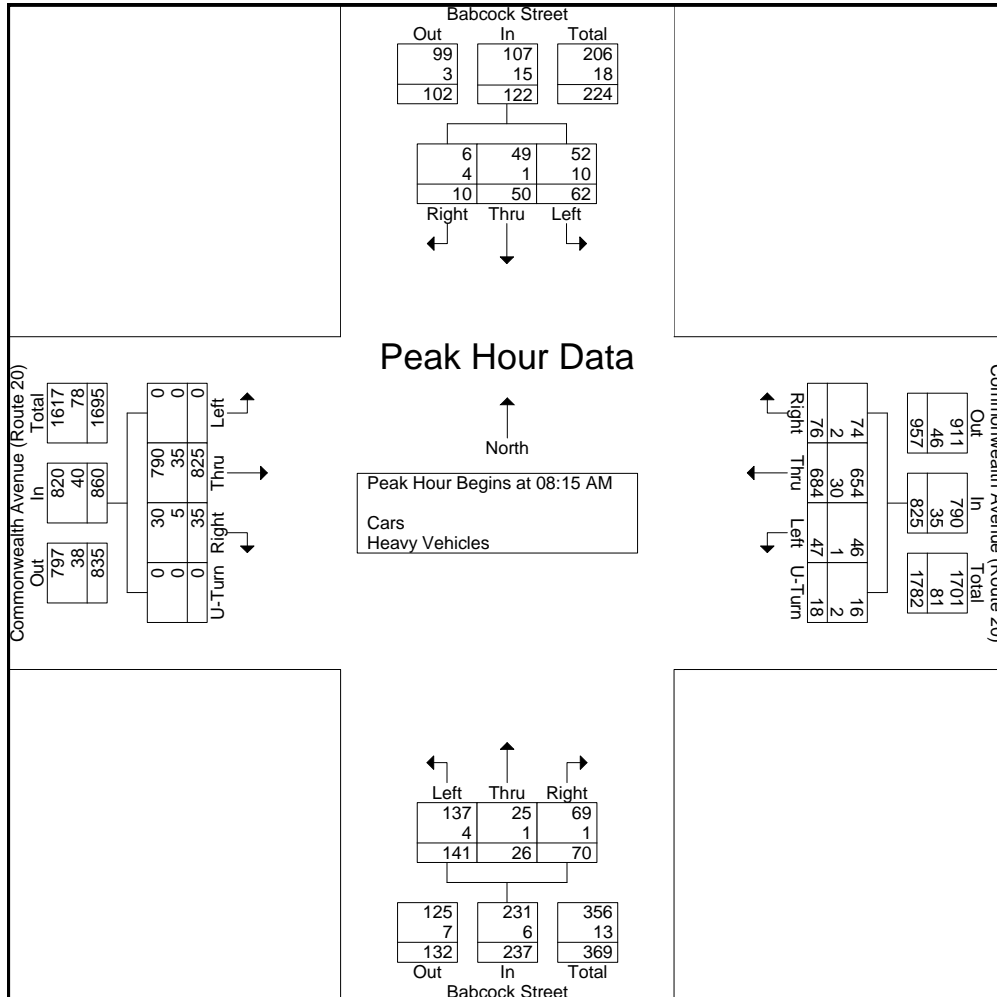 Babcock Street
Out In Total
99 107 206
3 15 18
102 122 224
6 49 52
4 1 10
10 50 62
Right Thru Left
Peak Hour Data
North
Peak Hour Begins at 08:15 AM
Cars
Heavy Vehicles
Commonwealth Avenue (Route 20)
Total In Out
1617 820 797
78 40 38
1695 860 835
Left Thru Right U-Turn
0 790 30 0
0 35 5 0
0 825 35 0
Commonwealth Avenue (Route 20)
Out In Total
911 790 1701
46 35 81
957 825 1782
74 654 46 16
2 30 1 2
76 684 47 18
Right Thru Left U-Turn
Left Thru Right
137 25 69
4 1 1
141 26 70
125 231 356
7 6 13
132 237 369
Out In Total
Babcock Street